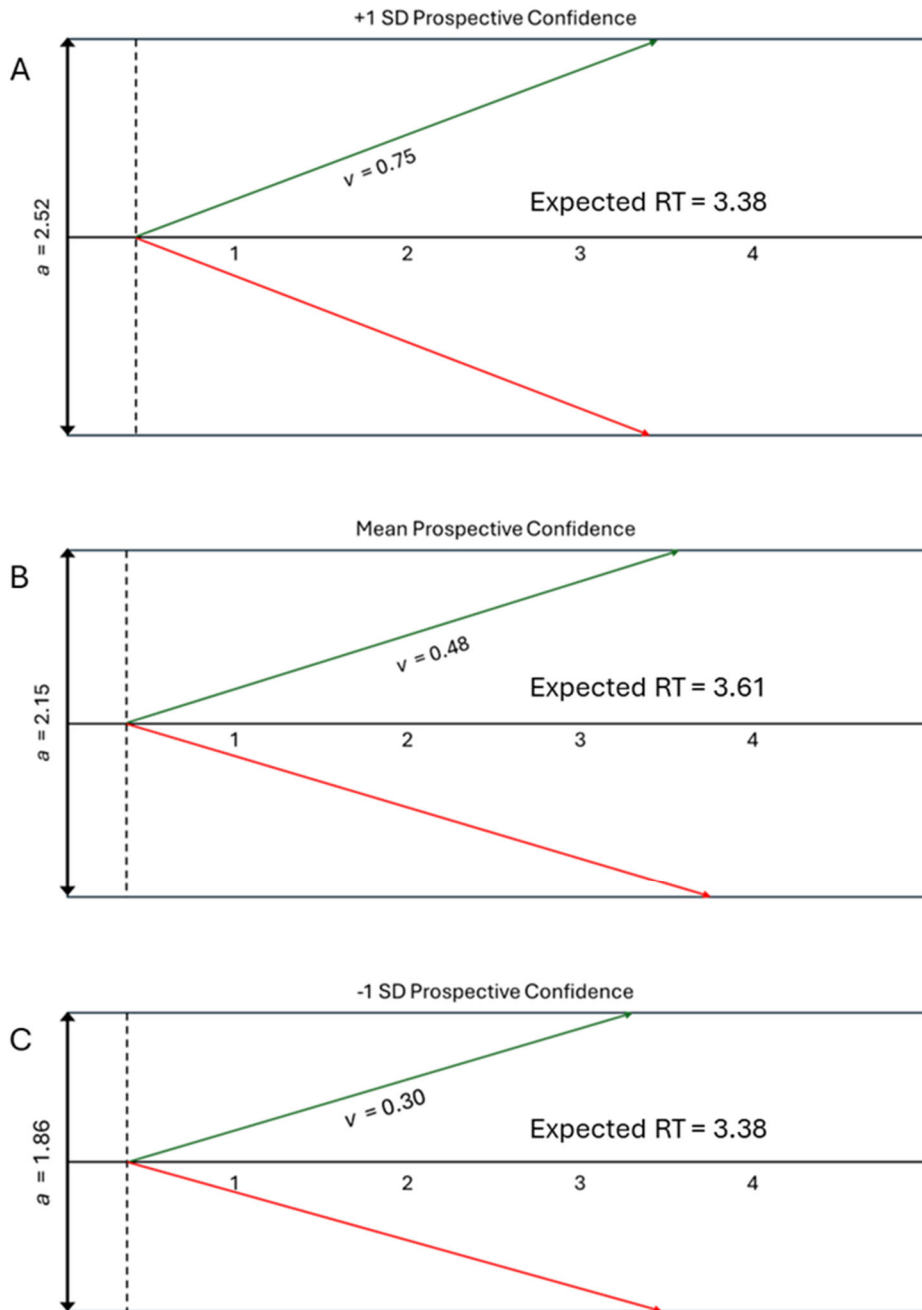 +1 SD Prospective Confidence
A
v = 0.75
a = 2.52
Expected RT = 3.38
1 2 3 4
Mean Prospective Confidence
B
v = 0.48
a = 2.15
Expected RT = 3.61
1 2 3 4
-1 SD Prospective Confidence
C
v = 0.30
a = 1.86
Expected RT = 3.38
1 2 3 4